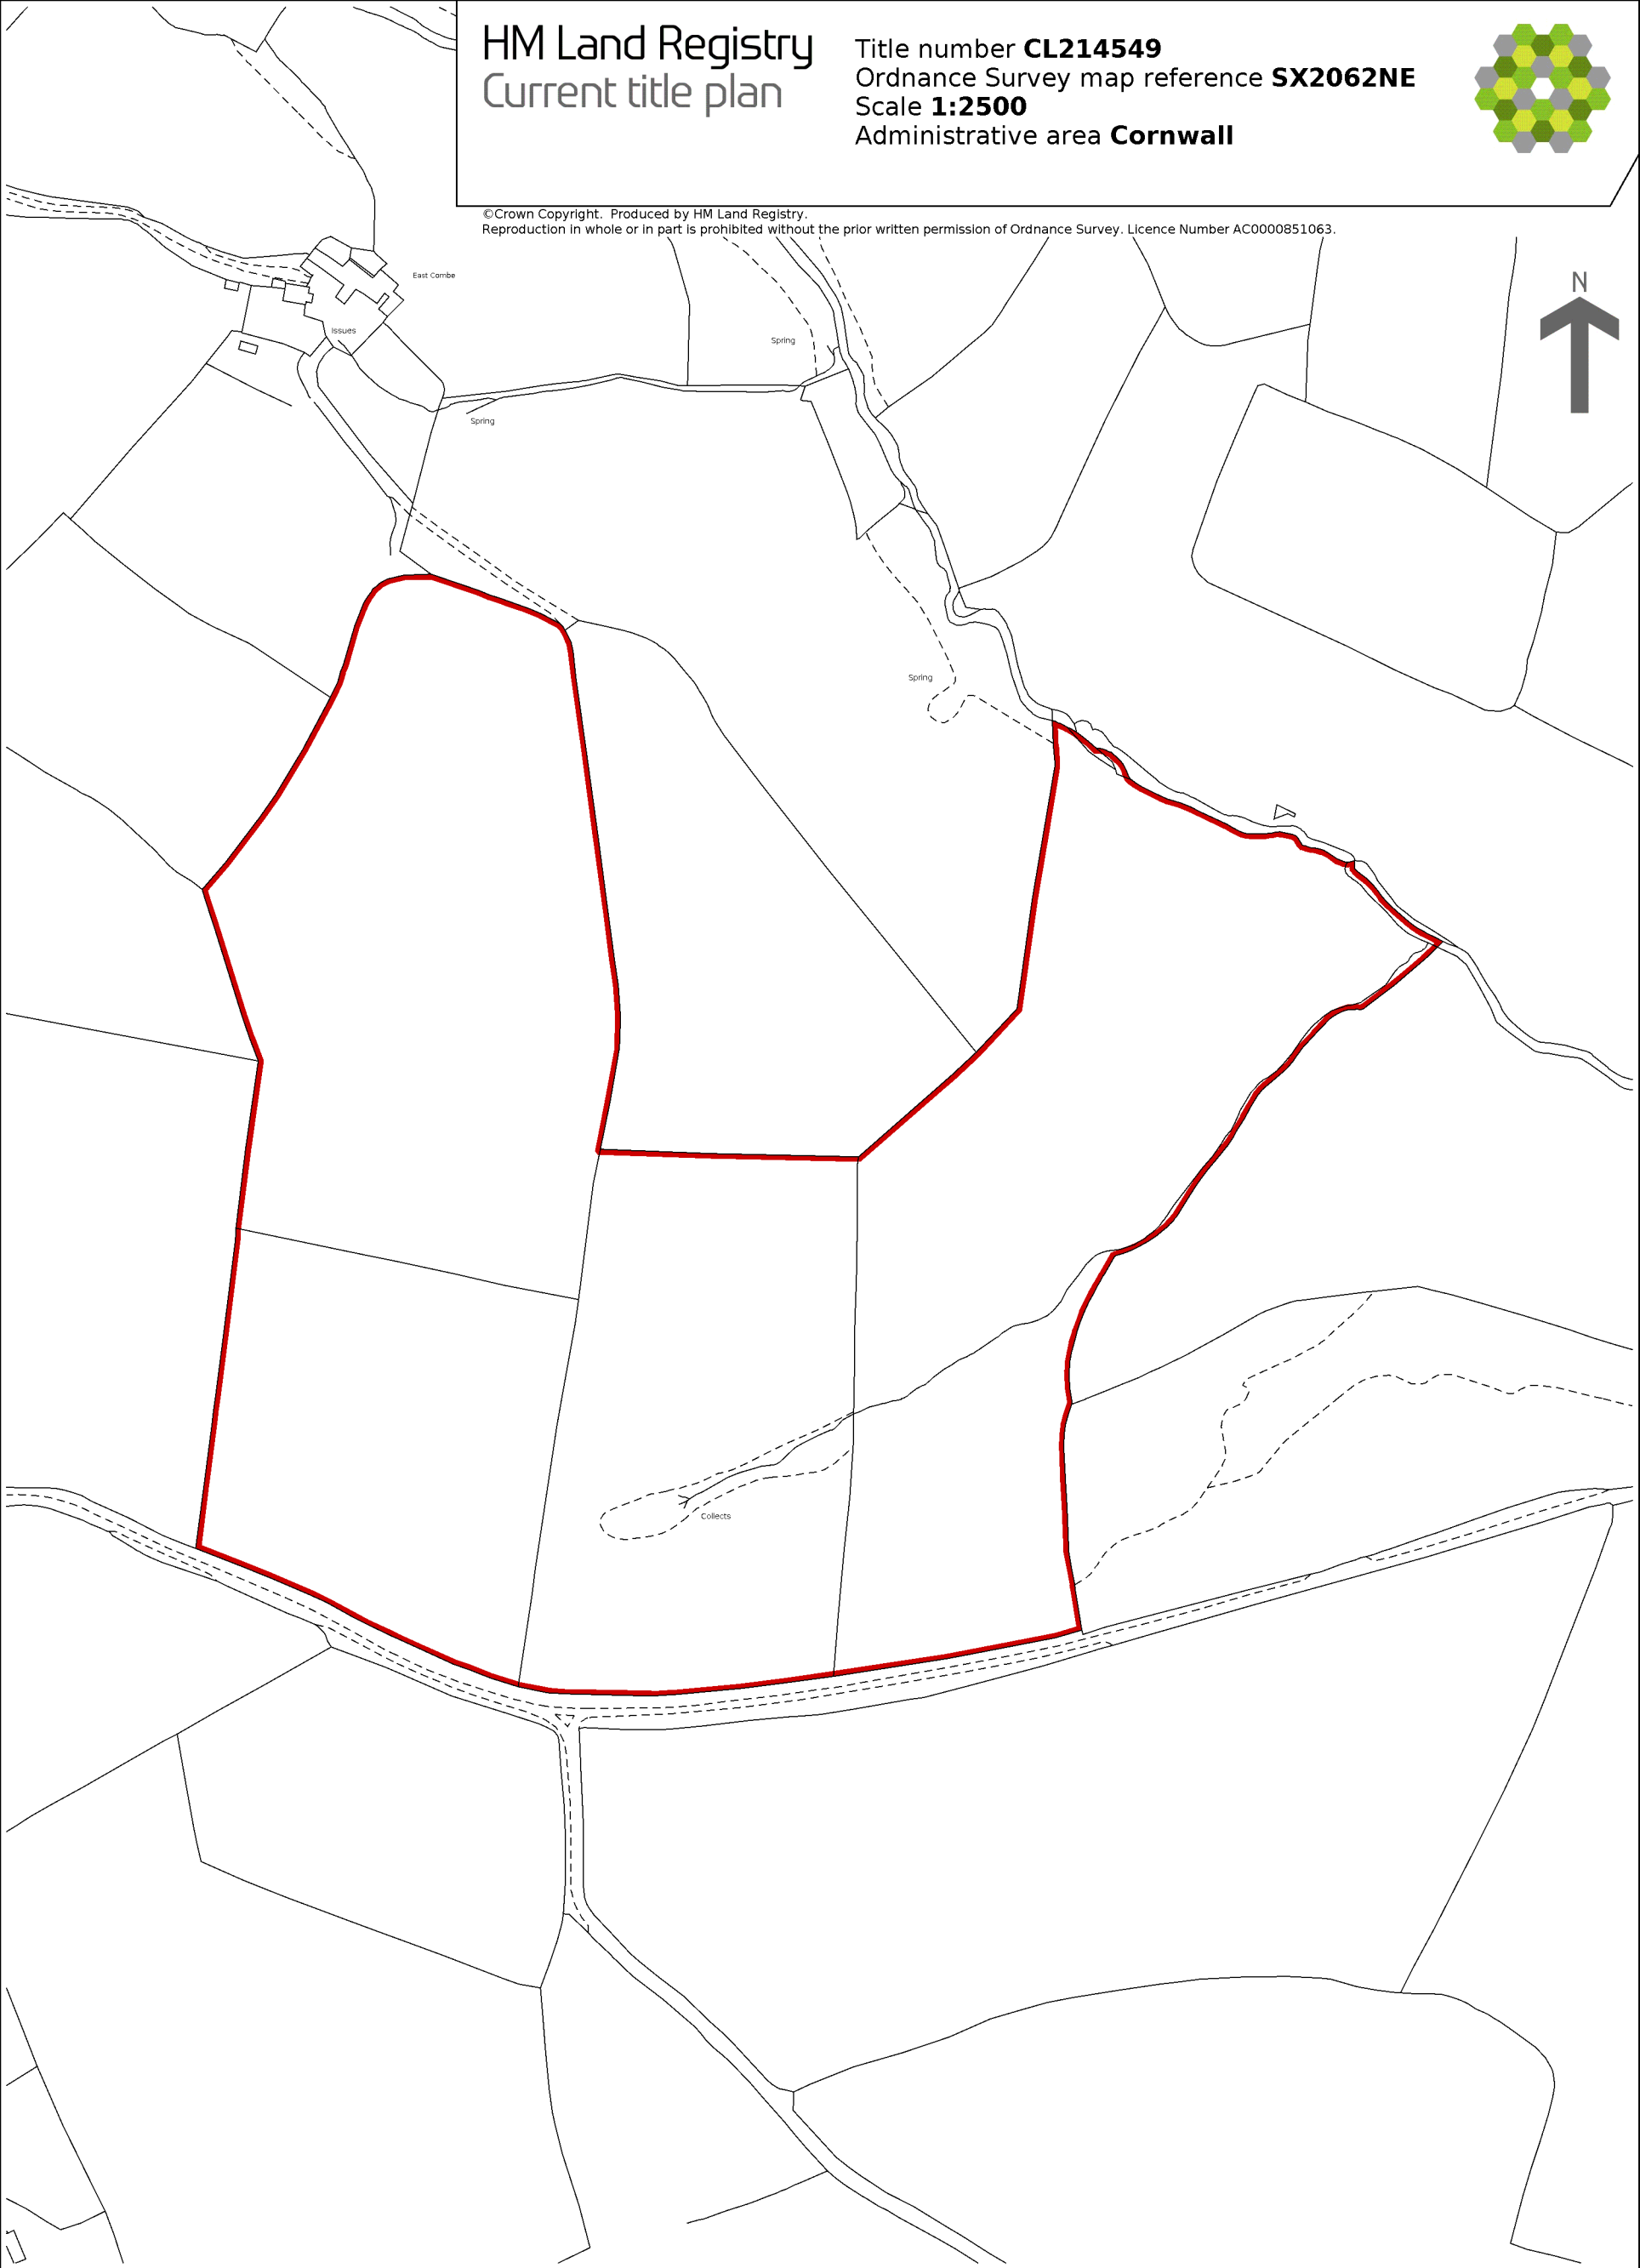 HM Land Registry
Current title plan
Title number CL214549
Ordnance Survey map reference SX2062NE
Scale 1:2500
Administrative area Cornwall
©Crown Copyright. Produced by HM Land Registry.
Reproduction in whole or in part is prohibited without the prior written permission of Ordnance Survey. Licence Number AC0000851063.
N
East Combe
Issues
Spring
Spring
Spring
Collects